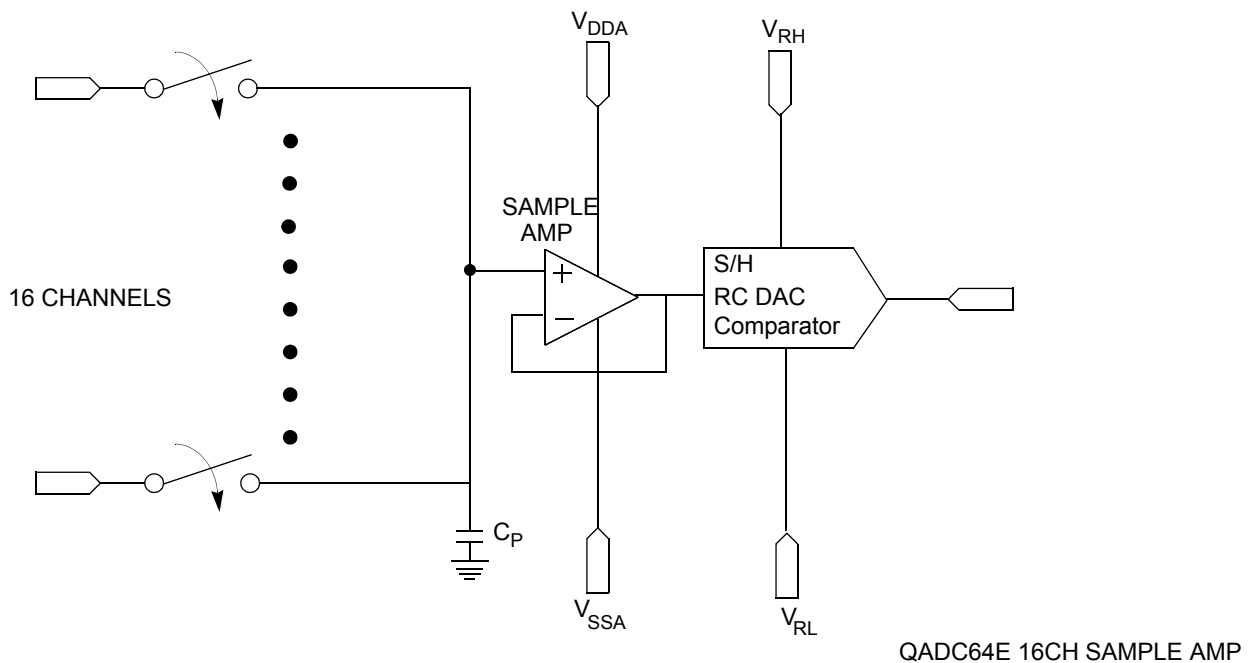 V_DDA
V_RH
SAMPLE
AMP
+
−
S/H
RC DAC
Comparator
16 CHANNELS
C_P
V_SSA
V_RL
QADC64E 16CH SAMPLE AMP